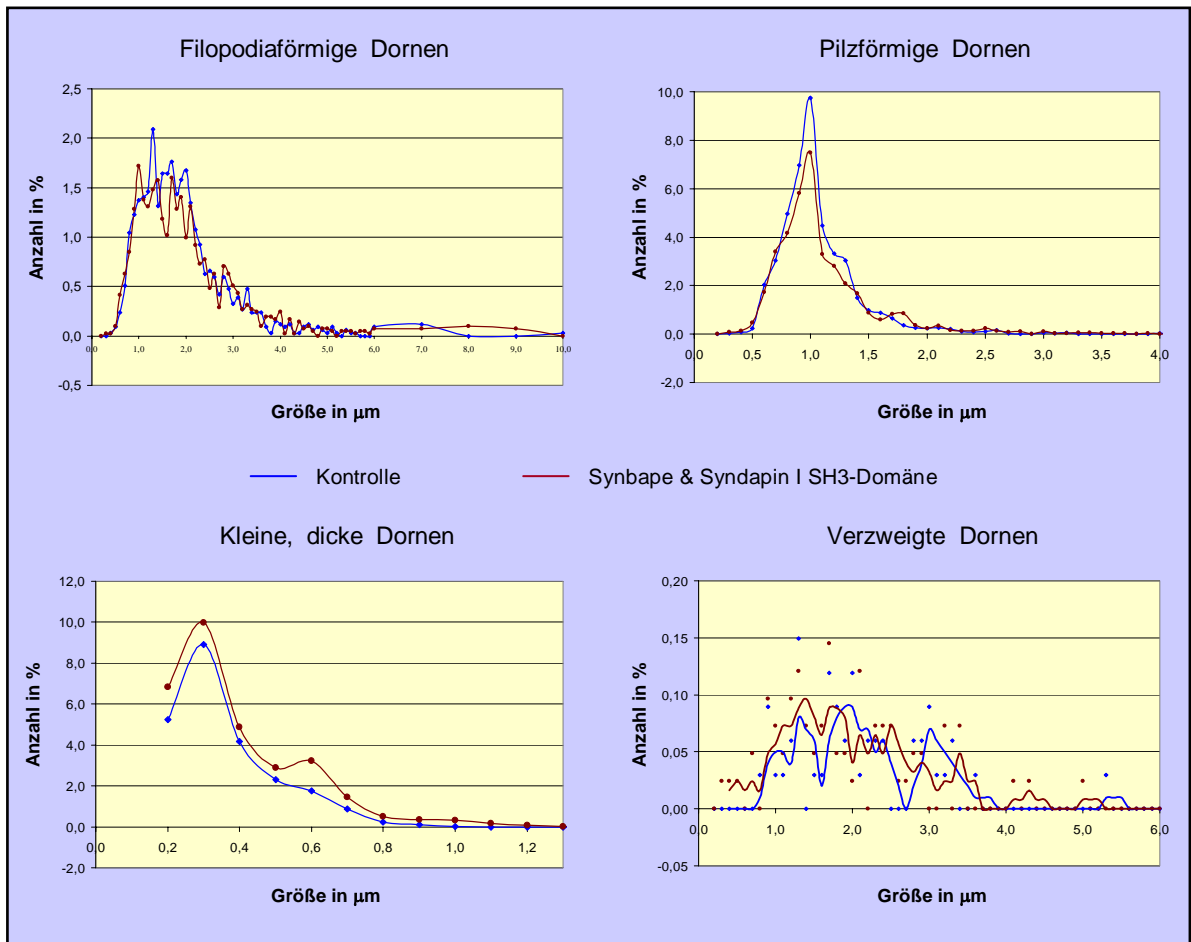 Filopodiaförmige Dornen
2,5
2,0
1,5
1,0
0,5
0,0
-0,5
Anzahl in %
0,0 1,0 2,0 3,0 4,0 5,0 6,0 7,0 8,0 9,0 10,0
Größe in µm
Pilzförmige Dornen
10,0
8,0
6,0
4,0
2,0
0,0
-2,0
Anzahl in %
0,0 0,5 1,0 1,5 2,0 2,5 3,0 3,5 4,0
Größe in µm
Kontrolle
Synbape & Syndapin I SH3-Domäne
Kleine, dicke Dornen
12,0
10,0
8,0
6,0
4,0
2,0
0,0
-2,0
Anzahl in %
0,0 0,2 0,4 0,6 0,8 1,0 1,2
Größe in µm
Verzweigte Dornen
0,20
0,15
0,10
0,05
0,00
-0,05
Anzahl in %
0,0 1,0 2,0 3,0 4,0 5,0 6,0
Größe in µm